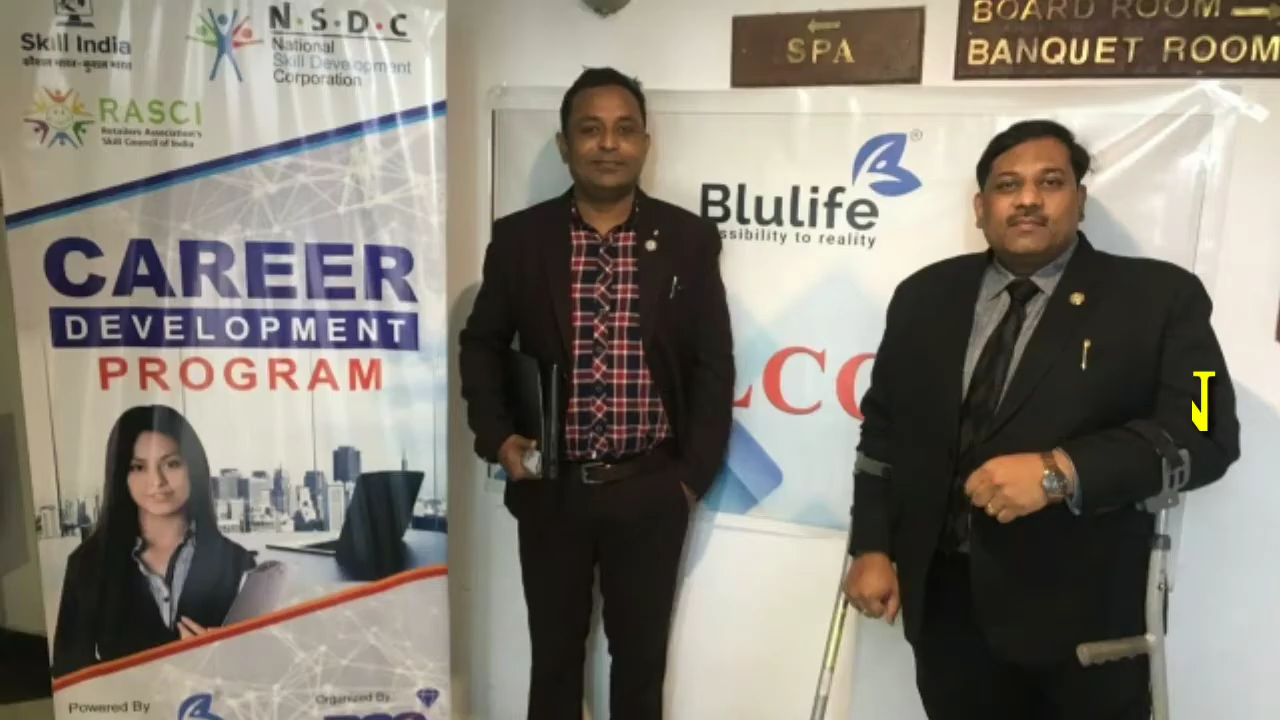 Skill India
कौशल भारत-कुशल भारत
N·S·D·C
National
Skill Development
Corporation
RASCI
Retailers Association's
Skill Council of India
CAREER
DEVELOPMENT
PROGRAM
Powered By
Organized By
SPA
BOARD ROOM
BANQUET ROOM
Blulife
ssibility to reality
LCO
N